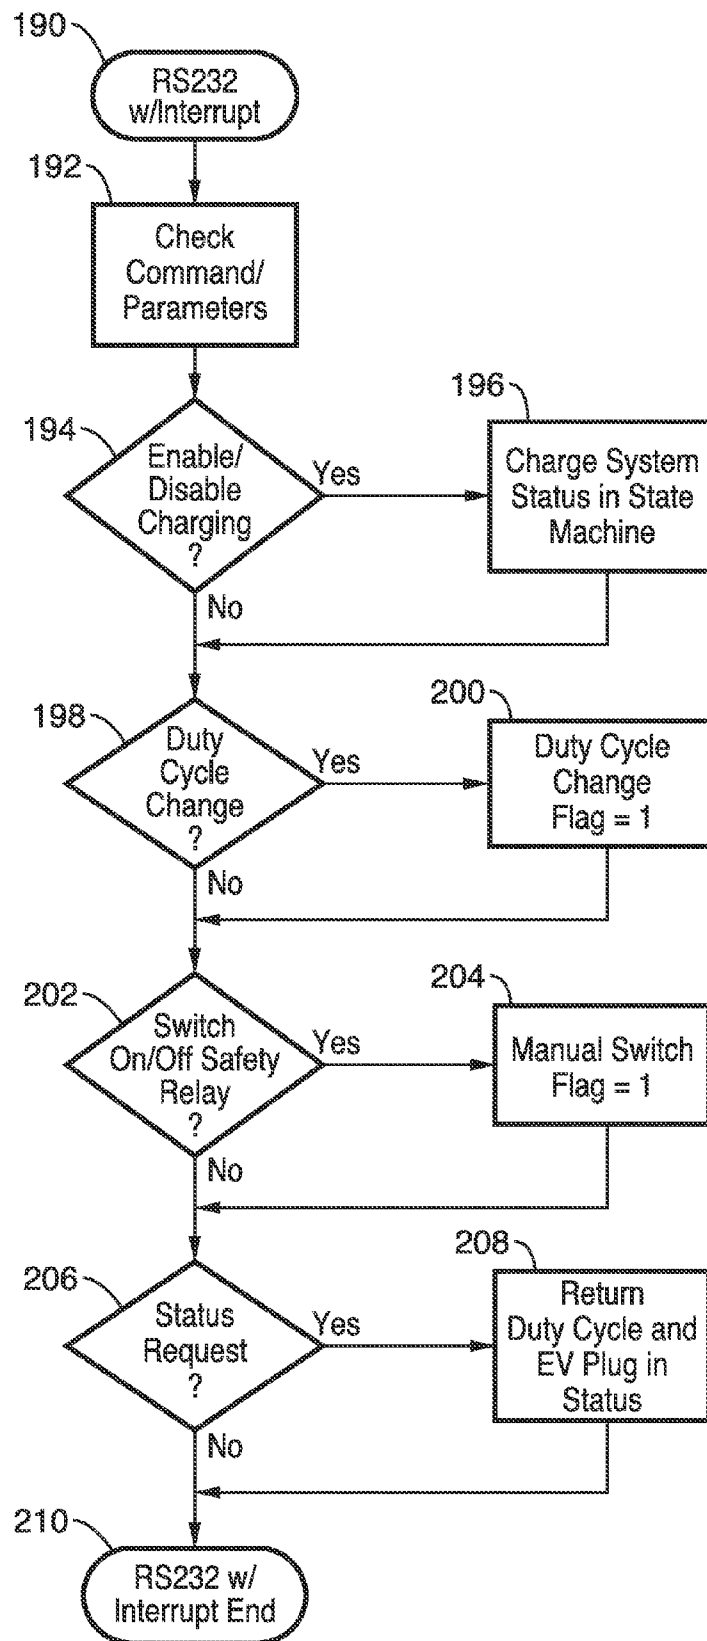 190
RS232
w/Interrupt
192
Check
Command/
Parameters
194
Enable/
Disable
Charging
?
Yes
196
Charge System
Status in State
Machine
No
198
Duty
Cycle
Change
?
Yes
200
Duty Cycle
Change
Flag = 1
No
202
Switch
On/Off Safety
Relay
?
Yes
204
Manual Switch
Flag = 1
No
206
Status
Request
?
Yes
208
Return
Duty Cycle and
EV Plug in
Status
No
210
RS232 w/
Interrupt End